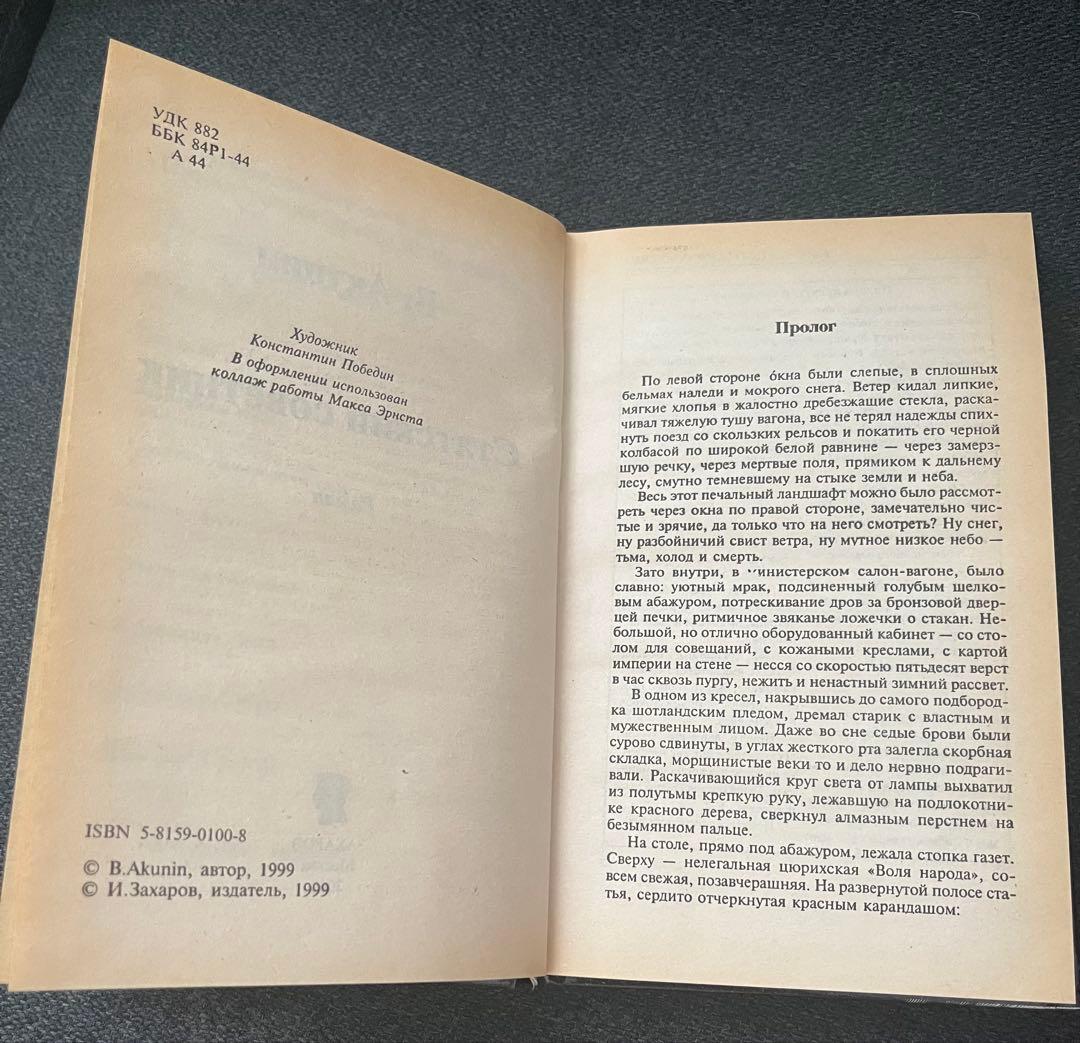 УДК 882
ББК 84Р1-44
А 44
Художник
Константин Победин
В оформлении использован
коллаж работы Макса Эрнста
ISBN 5-8159-0100-8
© B.Akunin, автор, 1999
© И.Захаров, издатель, 1999
Пролог
По левой стороне о́кна были слепые, в сплошных
бельмах наледи и мокрого снега. Ветер кидал липкие,
мягкие хлопья в жалостно дребезжащие стекла, раска-
чивал тяжелую тушу вагона, все не терял надежды спих-
нуть поезд со скользких рельсов и покатить его черной
колбасой по широкой белой равнине — через замерз-
шую речку, через мертвые поля, прямиком к дальнему
лесу, смутно темневшему на стыке земли и неба.
Весь этот печальный ландшафт можно было рассмот-
реть через окна по правой стороне, замечательно чис-
тые и зрячие, да только что на него смотреть? Ну снег,
ну разбойничий свист ветра, ну мутное низкое небо —
тьма, холод и смерть.
Зато внутри, в министерском салон-вагоне, было
славно: уютный мрак, подсиненный голубым шелко-
вым абажуром, потрескивание дров за бронзовой двер-
цей печки, ритмичное звяканье ложечки о стакан. Не-
большой, но отлично оборудованный кабинет — со сто-
лом для совещаний, с кожаными креслами, с картой
империи на стене — несся со скоростью пятьдесят верст
в час сквозь пургу, нежить и ненастный зимний рассвет.
В одном из кресел, накрывшись до самого подбород-
ка шотландским пледом, дремал старик с властным и
мужественным лицом. Даже во сне седые брови были
сурово сдвинуты, в углах жесткого рта залегла скорбная
складка, морщинистые веки то и дело нервно подраги-
вали. Раскачивающийся круг света от лампы выхватил
из полутьмы крепкую руку, лежавшую на подлокотни-
ке красного дерева, сверкнул алмазным перстнем на
безымянном пальце.
На столе, прямо под абажуром, лежала стопка газет.
Сверху — нелегальная цюрихская «Воля народа», со-
всем свежая, позавчерашняя. На развернутой полосе ста-
тья, сердито отчеркнутая красным карандашом: